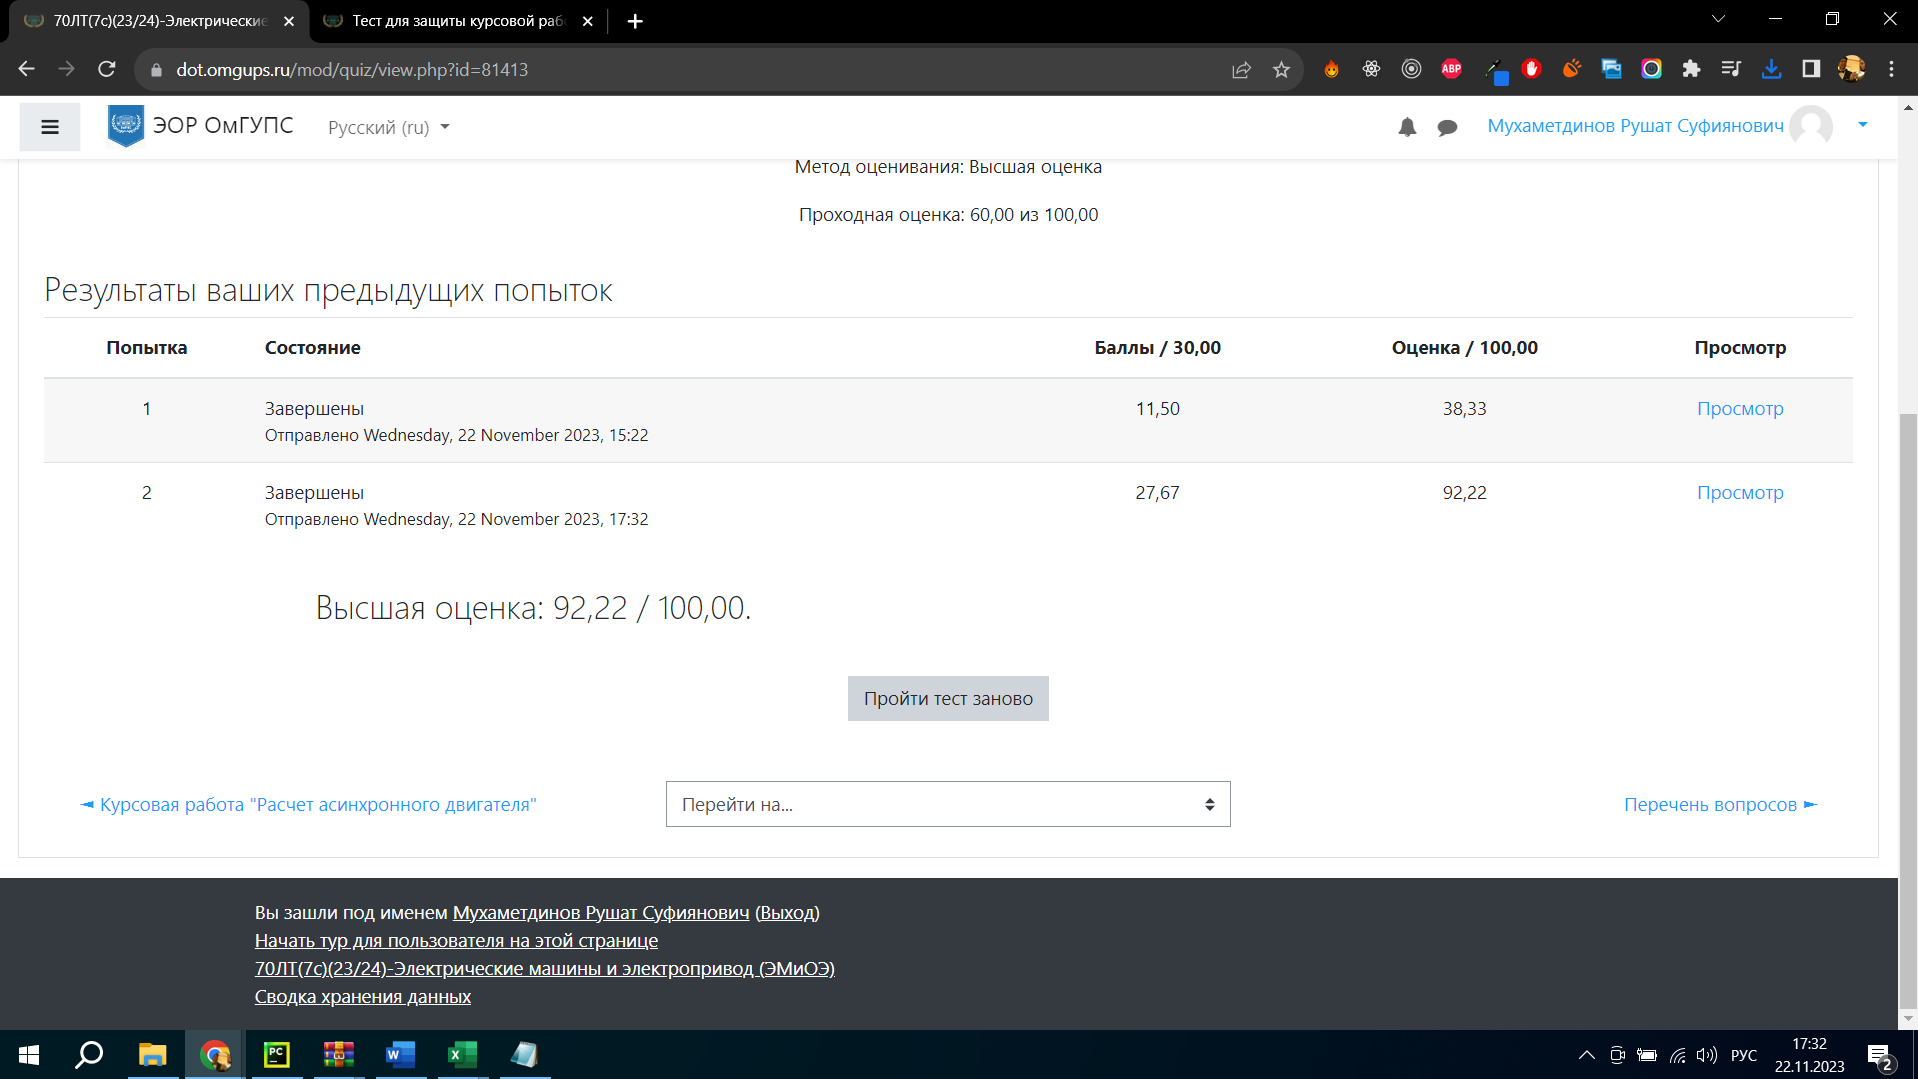 70ЛТ(7с)(23/24)-Электрические
Тест для защиты курсовой раб
dot.omgups.ru/mod/quiz/view.php?id=81413
ABP
ЭОР ОмГУПС
Русский (ru)
Мухаметдинов Рушат Суфиянович
Метод оценивания: Высшая оценка
Проходная оценка: 60,00 из 100,00
Результаты ваших предыдущих попыток
Попытка Состояние Баллы / 30,00 Оценка / 100,00 Просмотр
1 Завершены 11,50 38,33 Просмотр
Отправлено Wednesday, 22 November 2023, 15:22
2 Завершены 27,67 92,22 Просмотр
Отправлено Wednesday, 22 November 2023, 17:32
Высшая оценка: 92,22 / 100,00.
Пройти тест заново
◄ Курсовая работа "Расчет асинхронного двигателя"
Перейти на...
Перечень вопросов ►
Вы зашли под именем Мухаметдинов Рушат Суфиянович (Выход)
Начать тур для пользователя на этой странице
70ЛТ(7с)(23/24)-Электрические машины и электропривод (ЭМиОЭ)
Сводка хранения данных
PC
W
X
РУС
17:32
22.11.2023
2